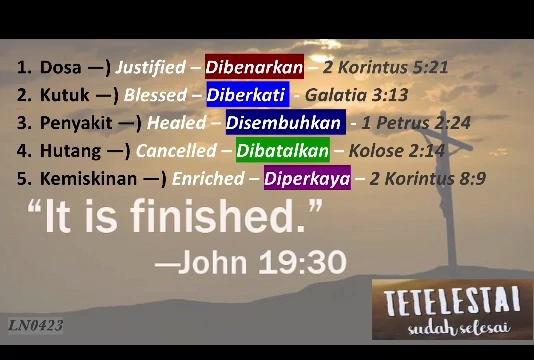 1. Dosa —) Justified – Dibenarkan – 2 Korintus 5:21
2. Kutuk —) Blessed – Diberkati - Galatia 3:13
3. Penyakit —) Healed – Disembuhkan - 1 Petrus 2:24
4. Hutang —) Cancelled – Dibatalkan – Kolose 2:14
5. Kemiskinan —) Enriched – Diperkaya – 2 Korintus 8:9
“It is finished.”
—John 19:30
TETELESTAI
sudah selesai
LN0423